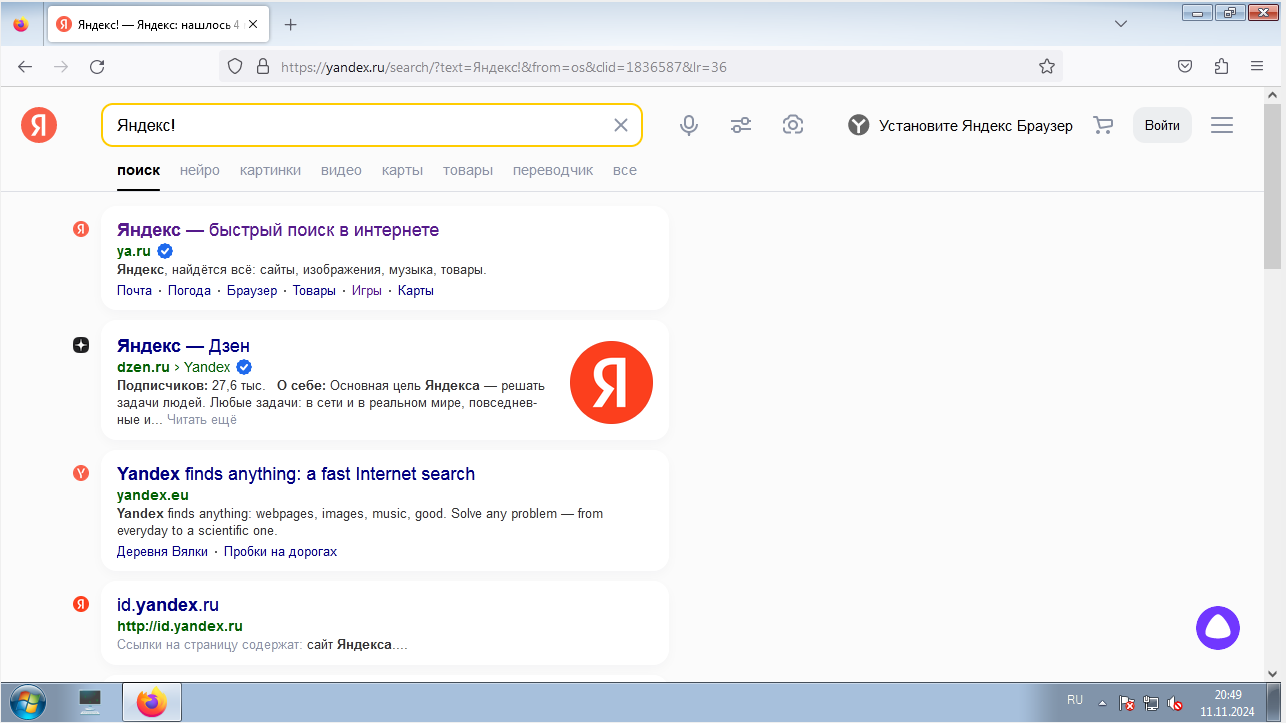 Яндекс! — Яндекс: нашлось 4
https://yandex.ru/search/?text=Яндекс!&from=os&clid=1836587&lr=36
Я
Яндекс!
Установите Яндекс Браузер
Войти
поиск нейро картинки видео карты товары переводчик все
Яндекс — быстрый поиск в интернете
ya.ru
Яндекс, найдётся всё: сайты, изображения, музыка, товары.
Почта · Погода · Браузер · Товары · Игры · Карты
Яндекс — Дзен
dzen.ru › Yandex
Подписчиков: 27,6 тыс. О себе: Основная цель Яндекса — решать
задачи людей. Любые задачи: в сети и в реальном мире, повседнев-
ные и... Читать ещё
Я
Yandex finds anything: a fast Internet search
yandex.eu
Yandex finds anything: webpages, images, music, good. Solve any problem — from
everyday to a scientific one.
Деревня Вялки · Пробки на дорогах
id.yandex.ru
http://id.yandex.ru
Ссылки на страницу содержат: сайт Яндекса....
RU
20:49
11.11.2024